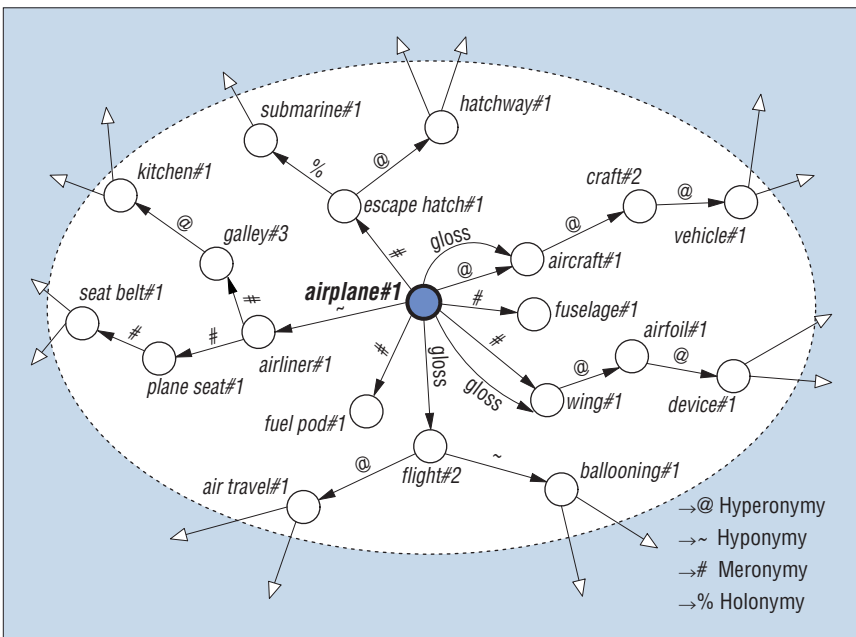 submarine#1
hatchway#1
kitchen#1
%
@
craft#2
@
@
escape hatch#1
@
vehicle#1
galley#3
gloss
@
aircraft#1
#
seat belt#1
airplane#1
@
#
fuselage#1
#
~
#
airfoil#1
#
#
airliner#1
#
gloss
gloss
@
@
plane seat#1
wing#1
device#1
fuel pod#1
@
flight#2
~
ballooning#1
air travel#1
→@ Hyperonymy
→~ Hyponymy
→# Meronymy
→% Holonymy